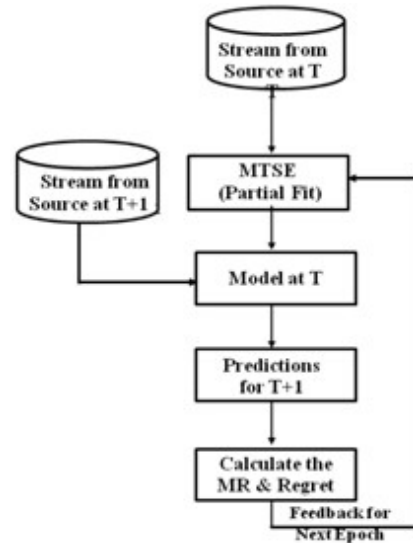 Stream from
Source at T
T
MTSE
(Partial Fit)
Stream from
Source at T+1
Model at T
Predictions
for T+1
Calculate the
MR & Regret
Feedback for
Next Epoch